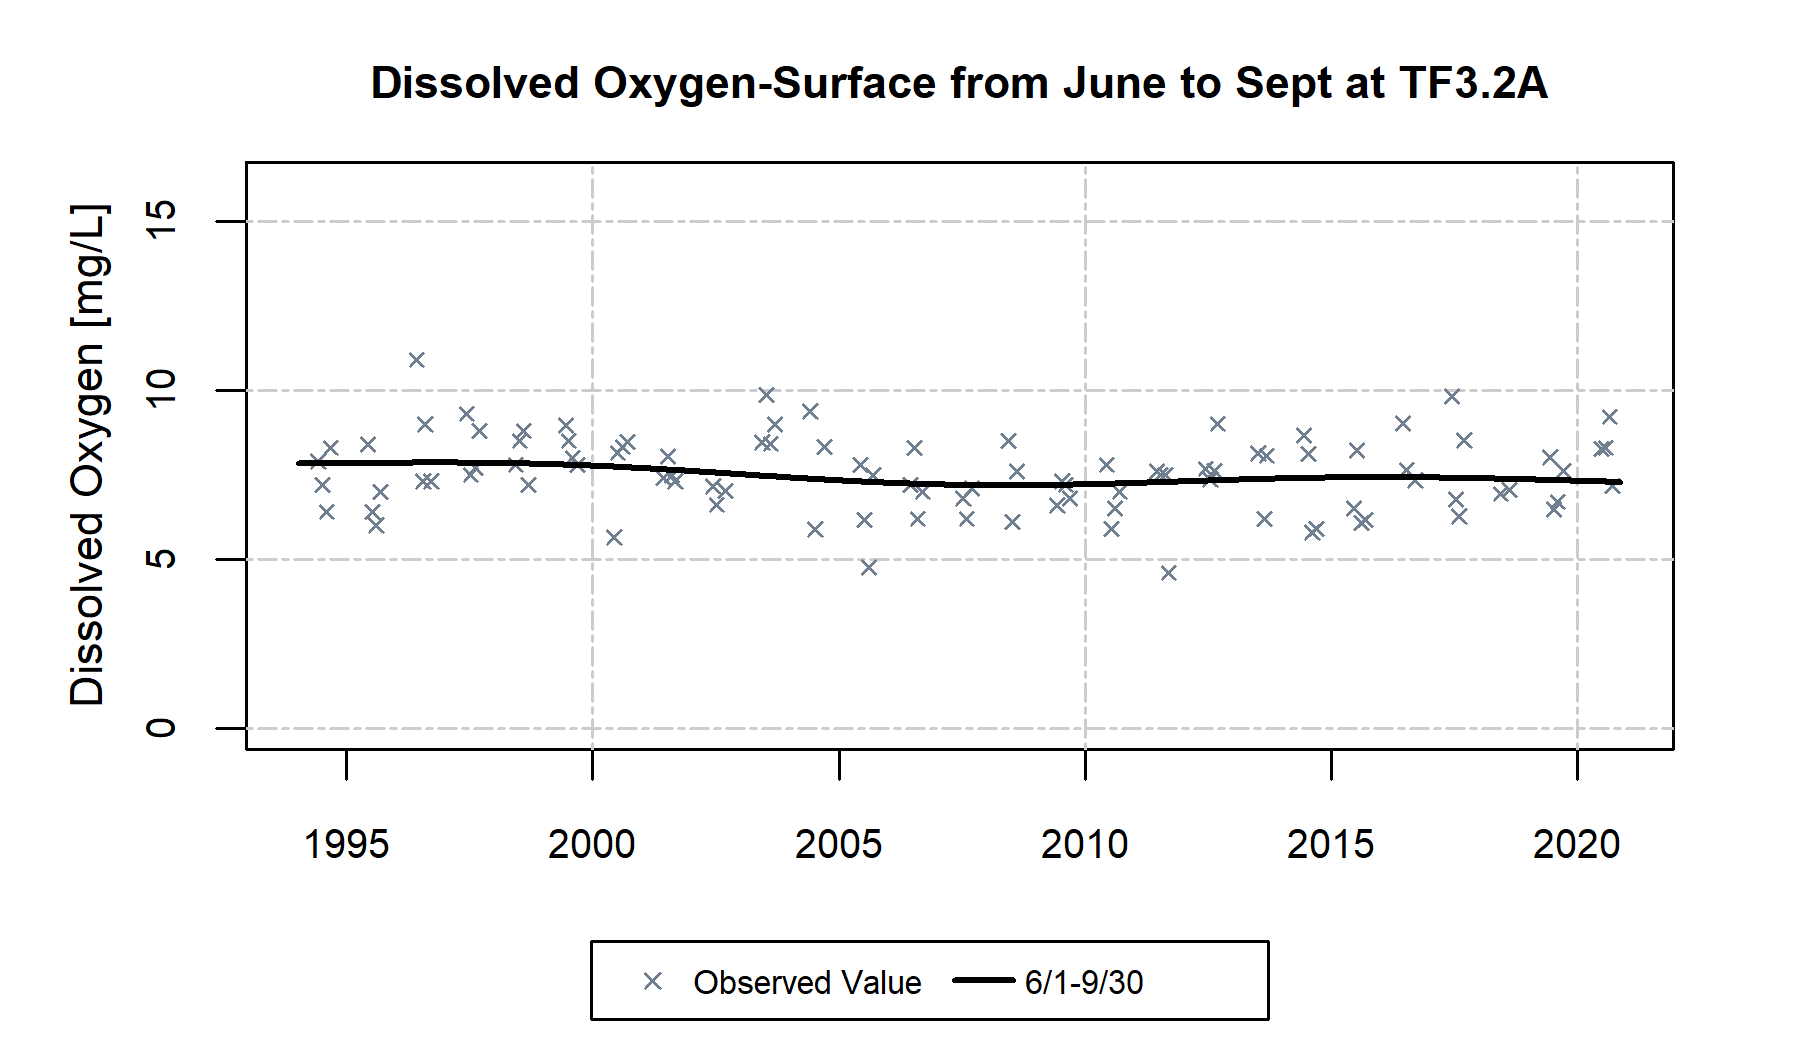 Dissolved Oxygen-Surface from June to Sept at TF3.2A
Dissolved Oxygen [mg/L]
15
10
5
0
1995 2000 2005 2010 2015 2020
Observed Value 6/1-9/30